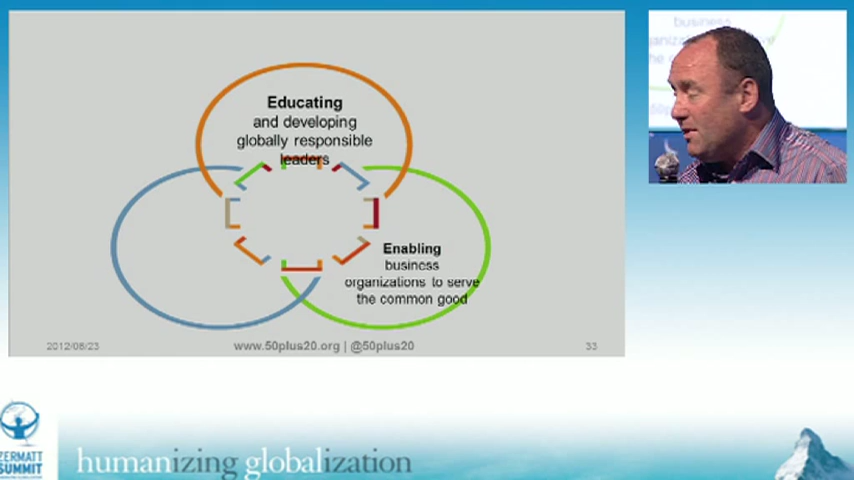 Educating
and developing
globally responsible
leaders
Enabling
business
organizations to serve
the common good
2012/08/23
www.50plus20.org | @50plus20
33
business
ZERMATT
SUMMIT
humanizing globalization